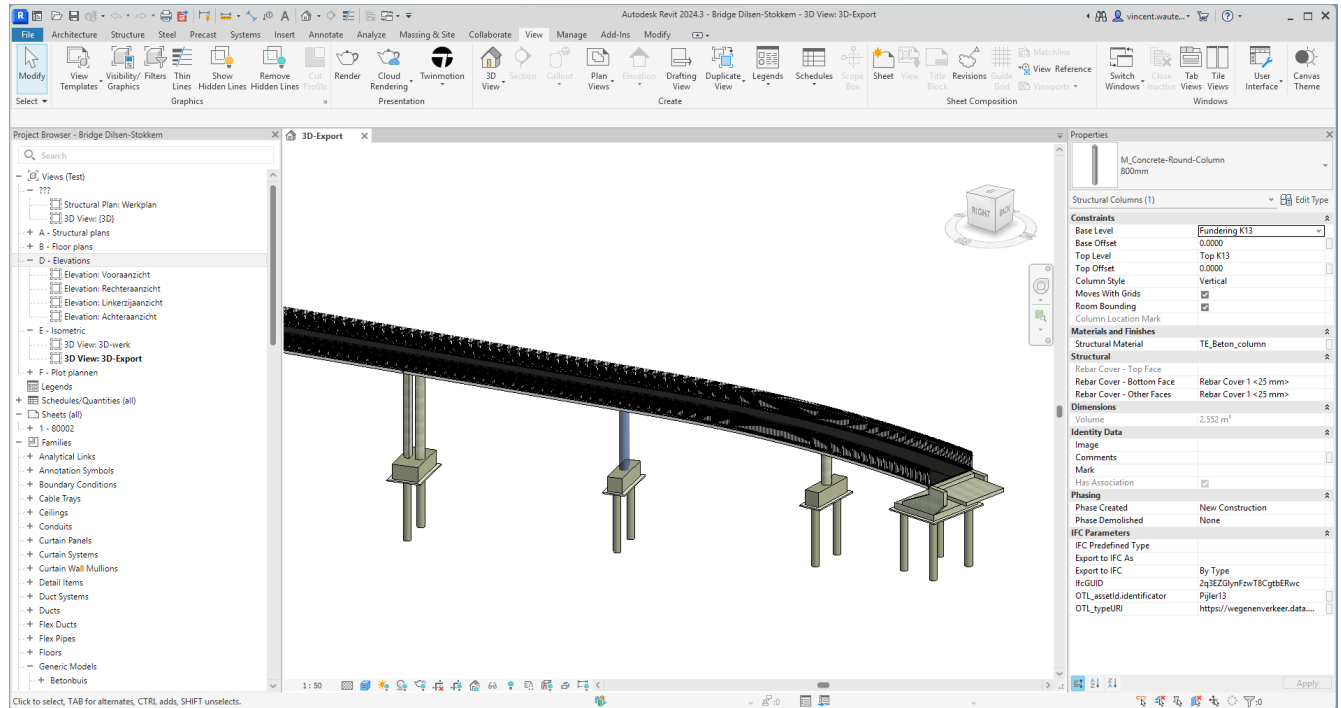 Autodesk Revit 2024.3 - Bridge Dilsen-Stokkem - 3D View: 3D-Export
vincent.waute...
File Architecture Structure Steel Precast Systems Insert Annotate Analyze Massing & Site Collaborate View Manage Add-Ins Modify
Modify
View Templates
Visibility/ Graphics
Filters
Thin Lines
Show Hidden Lines
Remove Hidden Lines
Cut Profile
Render
Cloud Rendering
Twinmotion
3D View
Section
Callout
Plan Views
Elevation
Drafting View
Duplicate View
Legends
Schedules
Scope Box
Sheet
View
Title Block
Revisions
Guide Grid
Matchline
View Reference
Viewports
Switch Windows
Close Inactive
Tab Views
Tile Views
User Interface
Canvas Theme
Select
Graphics
Presentation
Create
Sheet Composition
Windows
Project Browser - Bridge Dilsen-Stokkem
Search
Views (Test)
???
Structural Plan: Werkplan
3D View: {3D}
A - Structural plans
B - Floor plans
D - Elevations
Elevation: Vooraanzicht
Elevation: Rechteraanzicht
Elevation: Linkerzijaanzicht
Elevation: Achteraanzicht
E - Isometric
3D View: 3D-werk
3D View: 3D-Export
F - Plot plannen
Legends
Schedules/Quantities (all)
Sheets (all)
1 - 80002
Families
Analytical Links
Annotation Symbols
Boundary Conditions
Cable Trays
Ceilings
Conduits
Curtain Panels
Curtain Systems
Curtain Wall Mullions
Detail Items
Duct Systems
Ducts
Flex Ducts
Flex Pipes
Floors
Generic Models
Betonbuis
3D-Export
RIGHT
BACK
1 : 50
Properties
M_Concrete-Round-Column
800mm
Structural Columns (1)
Edit Type
Constraints
Base Level Fundering K13
Base Offset 0.0000
Top Level Top K13
Top Offset 0.0000
Column Style Vertical
Moves With Grids
Room Bounding
Column Location Mark
Materials and Finishes
Structural Material TE_Beton_column
Structural
Rebar Cover - Top Face
Rebar Cover - Bottom Face Rebar Cover 1 <25 mm>
Rebar Cover - Other Faces Rebar Cover 1 <25 mm>
Dimensions
Volume 2.552 m³
Identity Data
Image
Comments
Mark
Has Association
Phasing
Phase Created New Construction
Phase Demolished None
IFC Parameters
IFC Predefined Type
Export to IFC As
Export to IFC By Type
IfcGUID 2q3EZGlynFzwT8CgtbERwc
OTL_assetId.identificator Pijler13
OTL_typeURI https://wegenenverkeer.data....
Apply
Click to select, TAB for alternates, CTRL adds, SHIFT unselects.
:0
:0